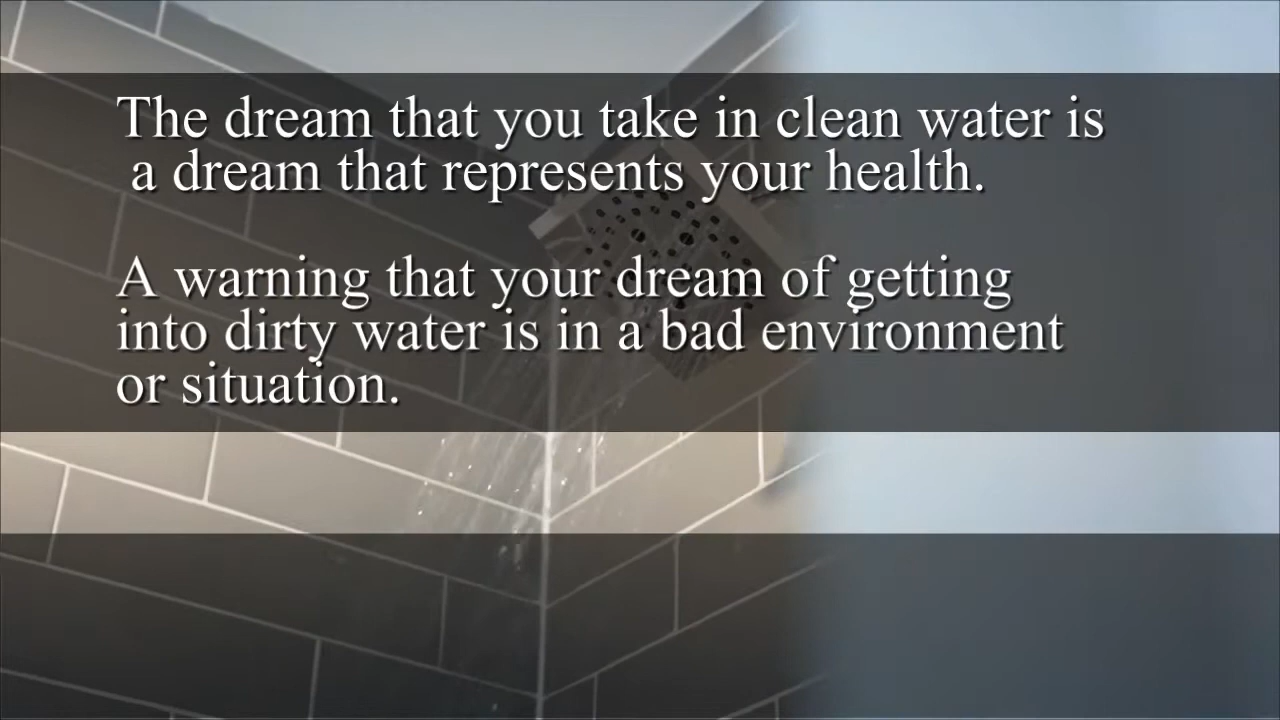 The dream that you take in clean water is
a dream that represents your health.
A warning that your dream of getting
into dirty water is in a bad environment
or situation.